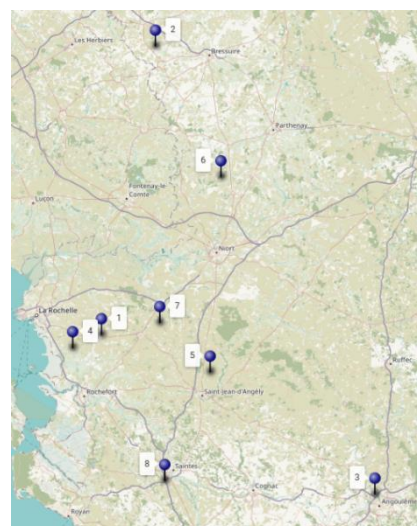 2
Les Herbiers
Bressuire
Parthenay
6
Fontenay-le-
Comte
Luçon
Niort
La Rochelle
1
7
4
Ruffec
5
Rochefort
Saint-Jean-d'Angély
8
Saintes
3
Cognac
Angoulême
Royan